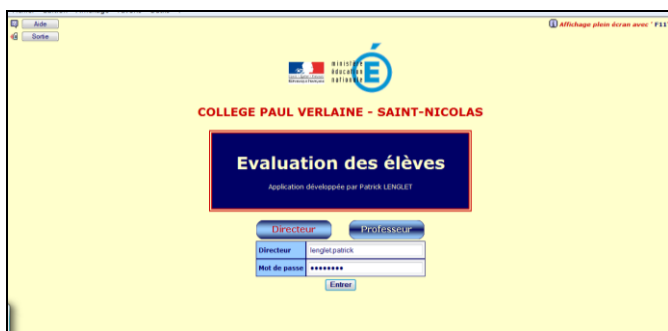 Aide
Affichage plein écran avec "F11"
Sortie
ministère
éducation
nationale
COLLEGE PAUL VERLAINE - SAINT-NICOLAS
Evaluation des élèves
Application développée par Patrick LENGLET
Directeur
Professeur
Directeur lenglet.patrick
Mot de passe ••••••••
Entrer